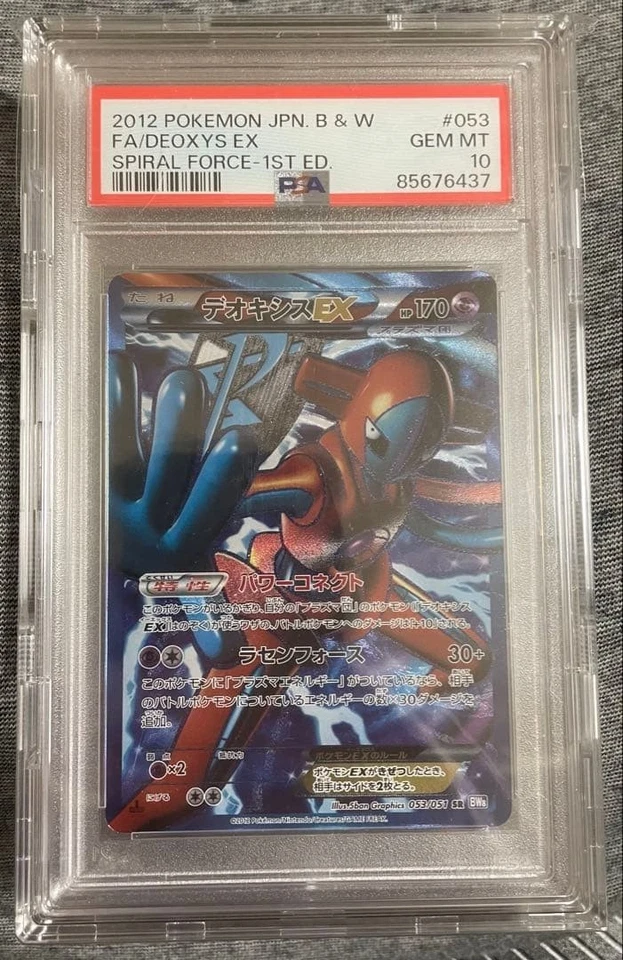 2012 POKEMON JPN. B & W #053
FA/DEOXYS EX GEM MT
SPIRAL FORCE-1ST ED. 10
PSA 85676437
たね デオキシスEX HP170
プラズマ団
とくせい
特性 パワーコネクト
このポケモンがいるかぎり、自分の「プラズマ団」のポケモン（「デオキシス
EX」はのぞく）が使うワザの、バトルポケモンへのダメージは「+10」される。
ラセンフォース 30+
このポケモンに「プラズマエネルギー」がついているなら、相手
のバトルポケモンについているエネルギーの数×30ダメージを
追加。
弱点 抵抗力 ポケモンEXのルール
×2 ポケモンEXがきぜつしたとき、
相手はサイドを2枚とる。
にげる Illus.5ban Graphics 053/051 SR BW8
©2012 Pokémon/Nintendo/Creatures/GAME FREAK.